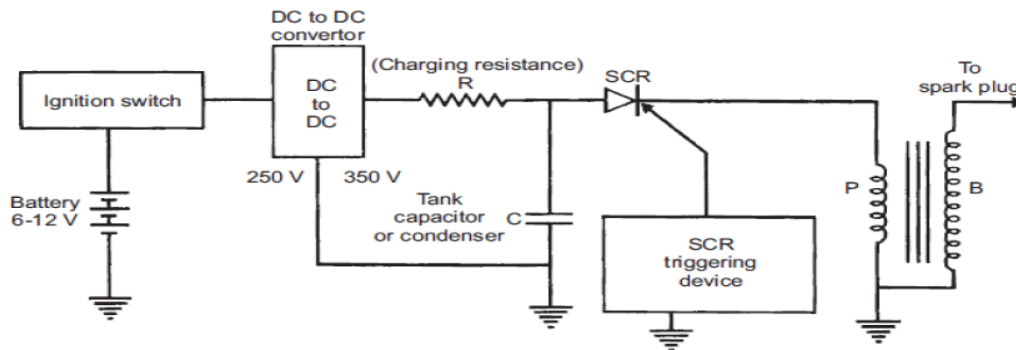 DC to DC
convertor
(Charging resistance)
R
SCR
To
spark plug
Ignition switch
DC
to
DC
250 V 350 V
Battery
6-12 V
Tank
capacitor
or condenser
C
P
B
SCR
triggering
device